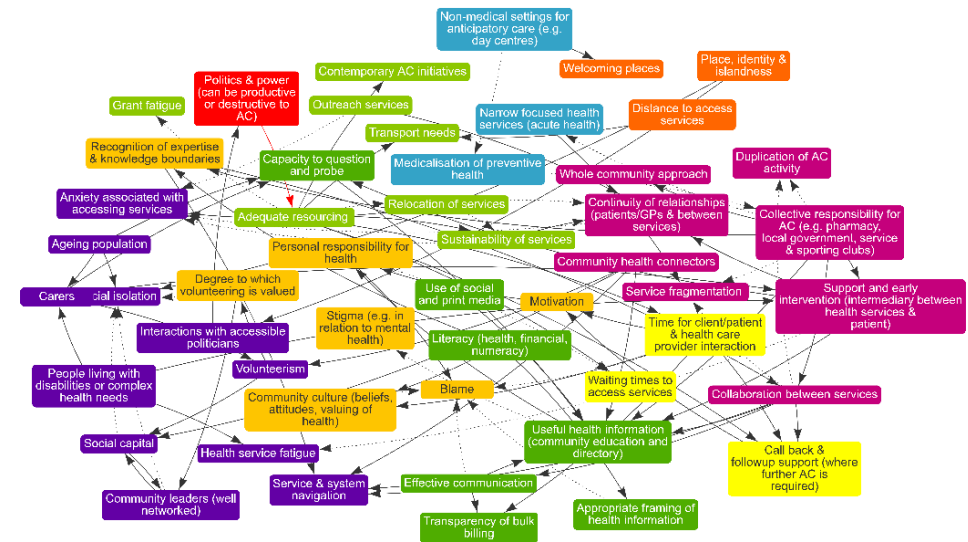 Non-medical settings for
anticipatory care (e.g.
day centres)
Welcoming places
Place, identity &
islandness
Contemporary AC initiatives
Politics & power
(can be productive
or destructive to
AC)
Grant fatigue
Outreach services
Narrow focused health
services (acute health)
Distance to access
services
Transport needs
Recognition of expertise
& knowledge boundaries
Capacity to question
and probe
Medicalisation of preventive
health
Whole community approach
Duplication of AC
activity
Anxiety associated with
accessing services
Relocation of services
Continuity of relationships
(patients/GPs & between
services)
Adequate resourcing
Collective responsibility for
AC (e.g. pharmacy,
local government, service
& sporting clubs)
Ageing population
Personal responsibility for
health
Sustainability of services
Community health connectors
Carers
cial isolation
Degree to which
volunteering is valued
Use of social
and print media
Motivation
Service fragmentation
Support and early
intervention (intermediary between
health services &
patient)
Interactions with accessible
politicians
Stigma (e.g. in
relation to mental
health)
Literacy (health, financial,
numeracy)
Time for client/patient
& health care
provider interaction
People living with
disabilities or complex
health needs
Volunteerism
Community culture (beliefs,
attitudes, valuing of
health)
Blame
Waiting times to
access services
Collaboration between services
Social capital
Health service fatigue
Useful health information
(community education and
directory)
Call back &
followup support (where
further AC is
required)
Community leaders (well
networked)
Service & system
navigation
Effective communication
Transparency of bulk
billing
Appropriate framing of
health information